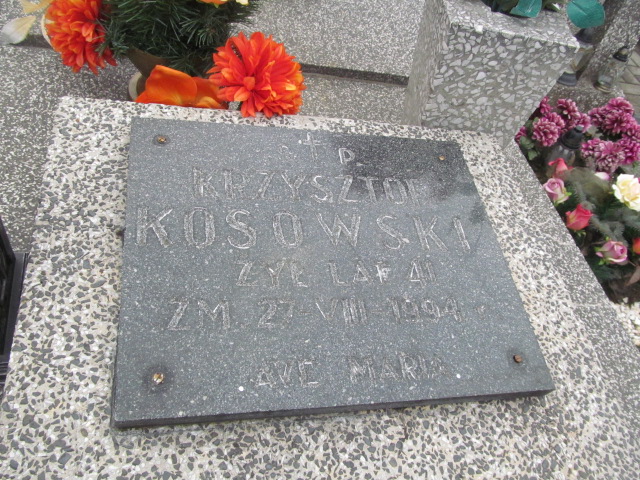 Ś † P.
KRZYSZTOF
KOSOWSKI
ŻYŁ LAT 41
ZM. 27-VIII-1994 r
AVE MARIA